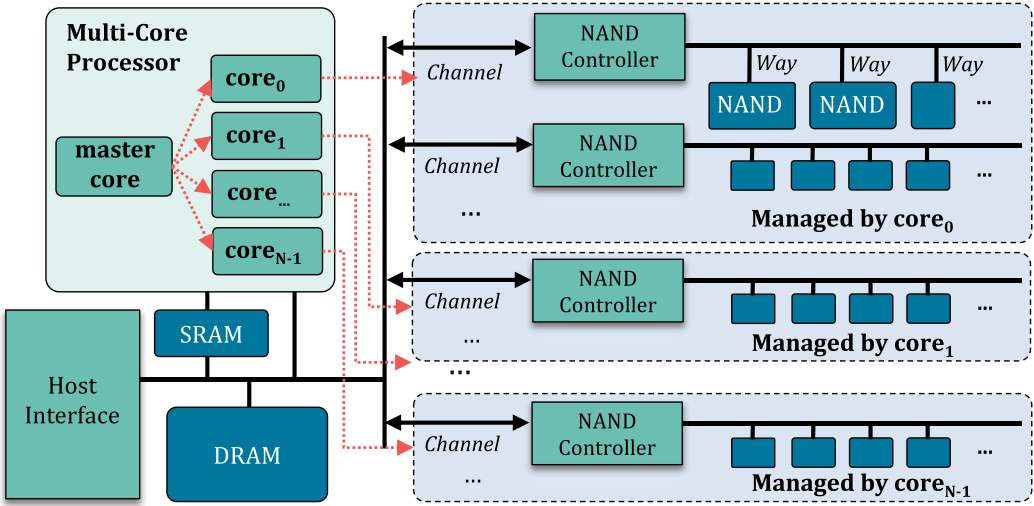 Multi-Core
Processor
core0
core1
core...
coreN-1
master
core
SRAM
Host
Interface
DRAM
Channel
NAND
Controller
Way
Way
Way
NAND
NAND
...
Channel
NAND
Controller
...
...
Managed by core0
Channel
NAND
Controller
...
...
Managed by core1
...
Channel
NAND
Controller
...
...
Managed by coreN-1